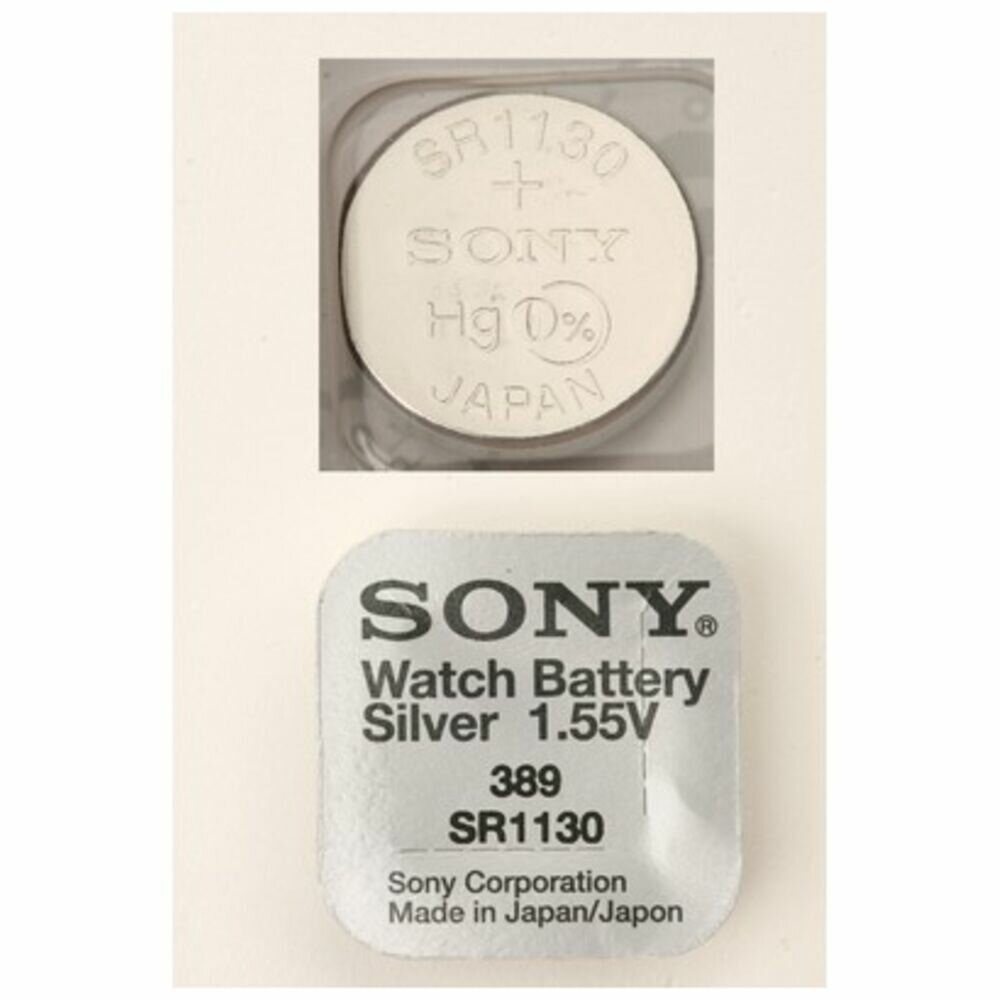 SR1130
+
SONY
Hg 0%
JAPAN
SONY®
Watch Battery
Silver 1.55V
389
SR1130
Sony Corporation
Made in Japan/Japon